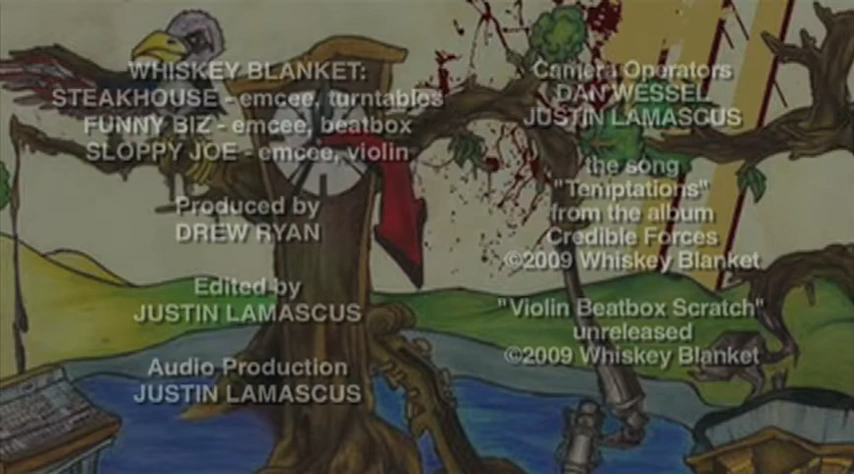 WHISKEY BLANKET:
STEAKHOUSE - emcee, turntables
FUNNY BIZ - emcee, beatbox
SLOPPY JOE - emcee, violin
Produced by
DREW RYAN
Edited by
JUSTIN LAMASCUS
Audio Production
JUSTIN LAMASCUS
Camera Operators
DAN WESSEL
JUSTIN LAMASCUS
the song
"Temptations"
from the album
Credible Forces
©2009 Whiskey Blanket
"Violin Beatbox Scratch"
unreleased
©2009 Whiskey Blanket